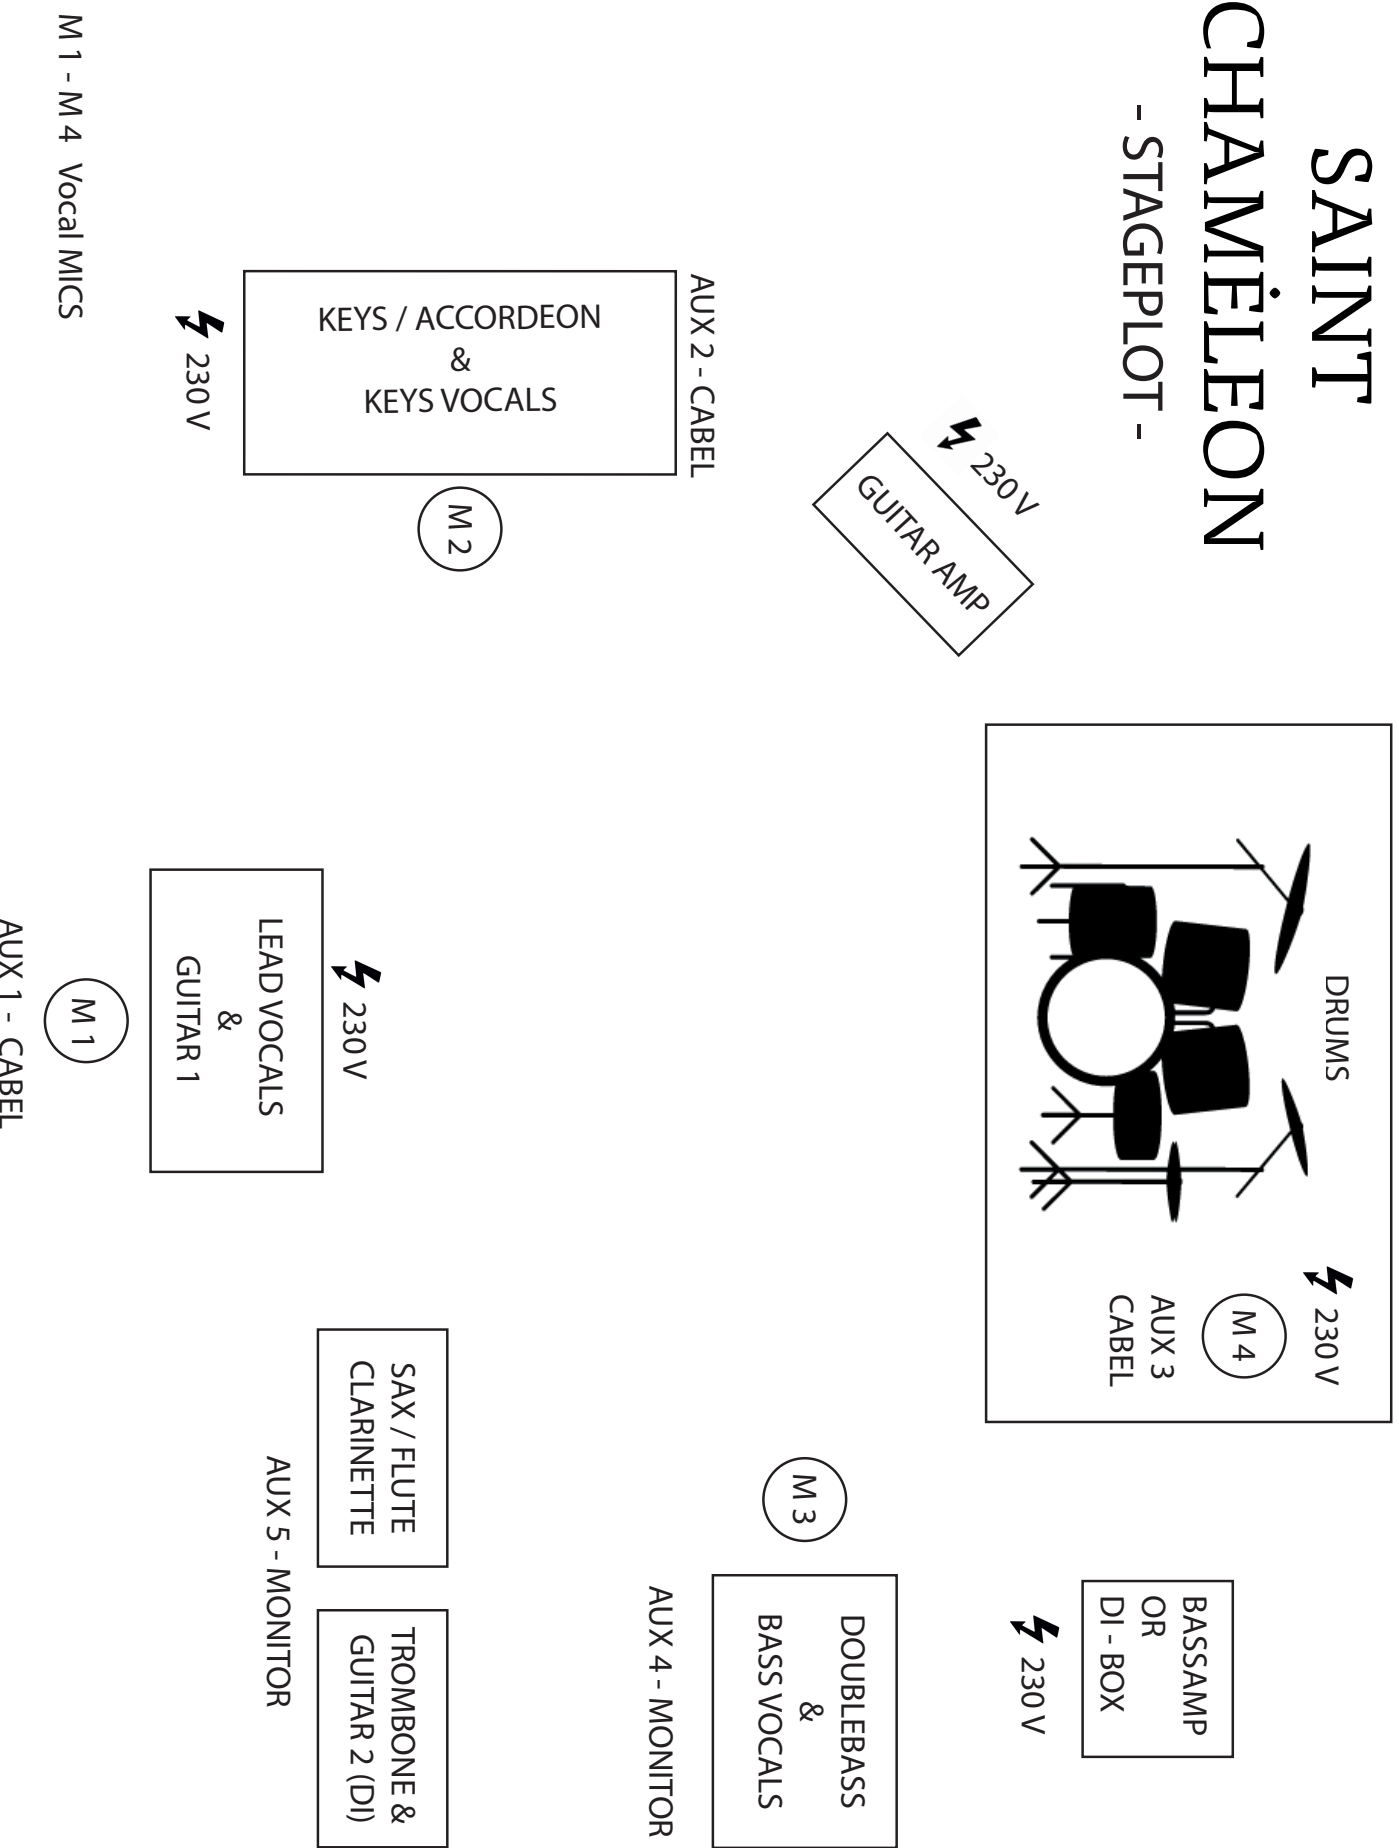 SAINT
CHAMĖLEON
- STAGEPLOT -
DRUMS
230 V
M 4
AUX 3
CABEL
BASSAMP
OR
DI - BOX
230 V
230 V
GUITAR AMP
DOUBLEBASS
&
BASS VOCALS
M 3
AUX 4 - MONITOR
AUX 2 - CABEL
KEYS / ACCORDEON
&
KEYS VOCALS
M 2
230 V
230 V
LEAD VOCALS
&
GUITAR 1
M 1
AUX 1 - CABEL
SAX / FLUTE
CLARINETTE
TROMBONE &
GUITAR 2 (DI)
AUX 5 - MONITOR
M 1 - M 4 Vocal MICS